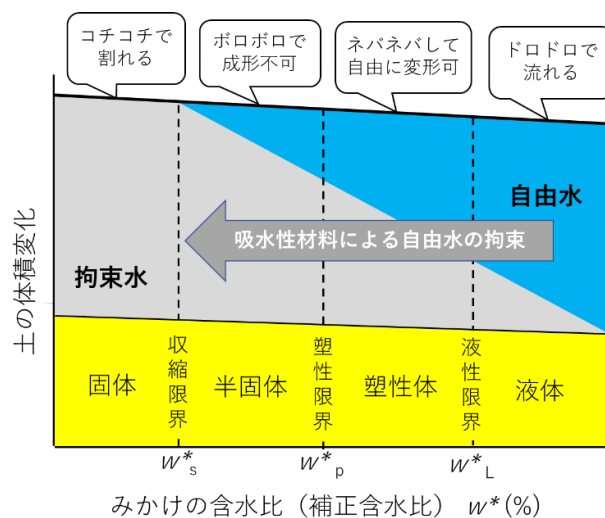 コチコチで
割れる
ボロボロで
成形不可
ネバネバして
自由に変形可
ドロドロで
流れる
土の体積変化
自由水
吸水性材料による自由水の拘束
拘束水
固体
収縮限界
半固体
塑性限界
塑性体
液性限界
液体
w*s
w*p
w*L
みかけの含水比（補正含水比） w* (%)